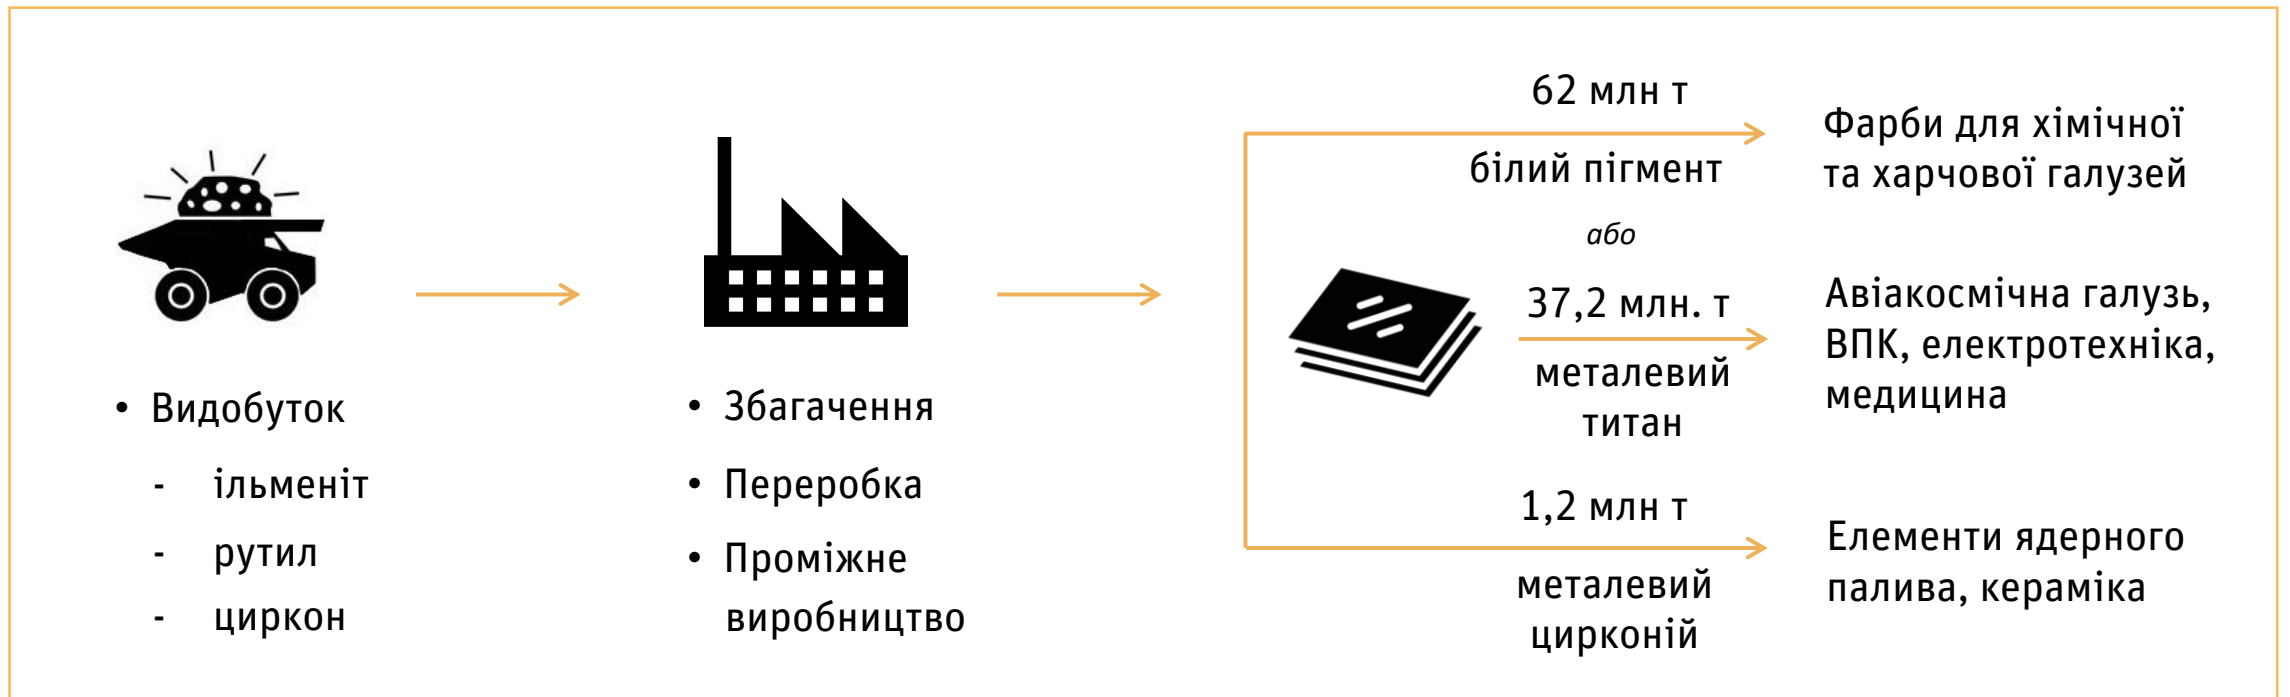 • Видобуток
- ільменіт
- рутил
- циркон
• Збагачення
• Переробка
• Проміжне
виробництво
62 млн т
білий пігмент
або
37,2 млн. т
металевий
титан
1,2 млн т
металевий
цирконій
Фарби для хімічної
та харчової галузей
Авіакосмічна галузь,
ВПК, електротехніка,
медицина
Елементи ядерного
палива, кераміка